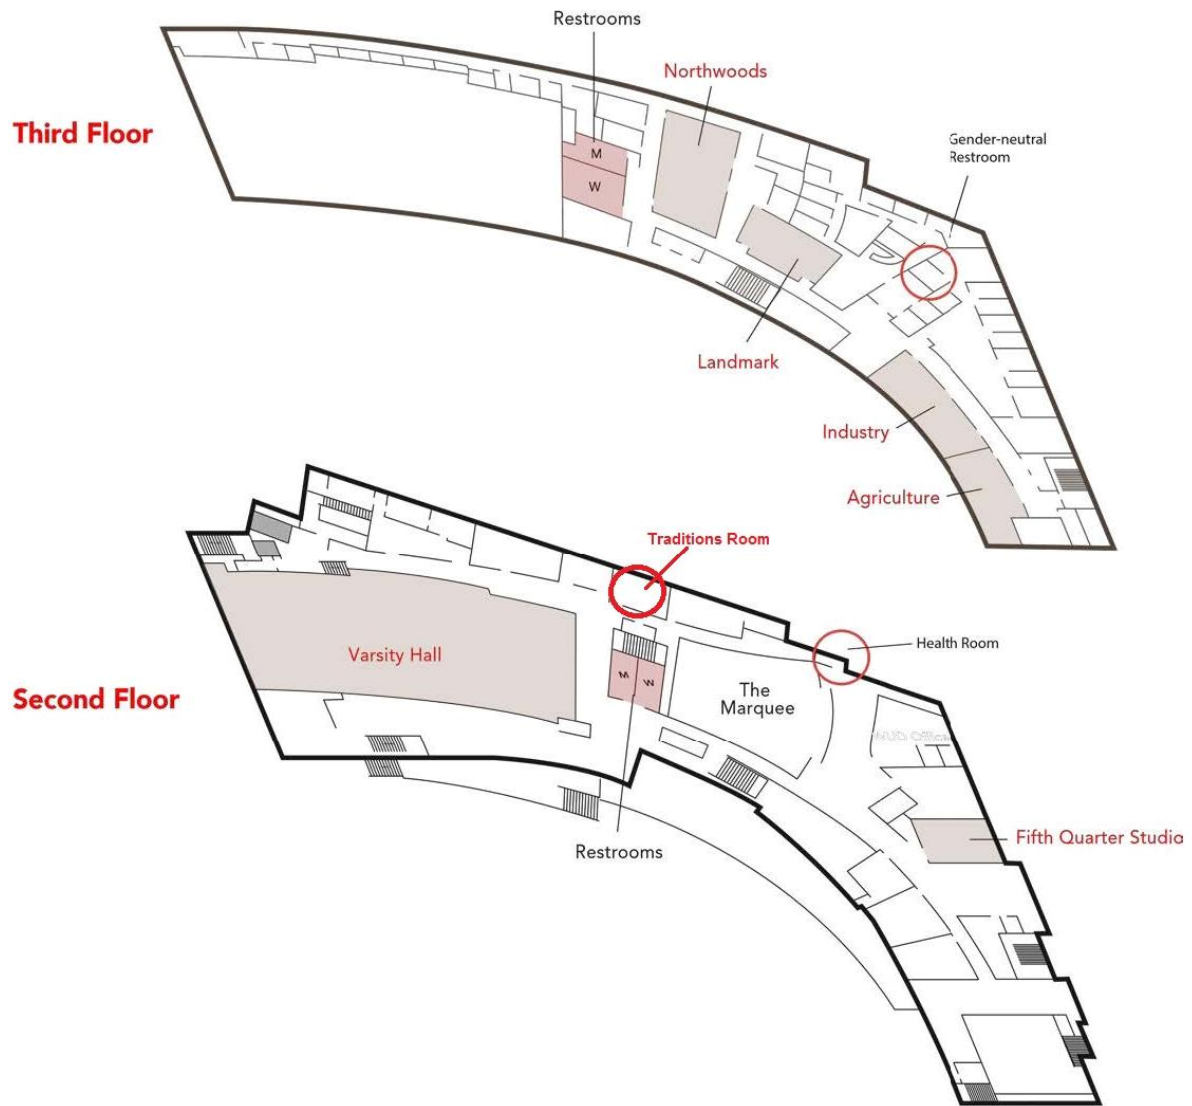 Restrooms
Northwoods
Third Floor
Gender-neutral
Restroom
M
W
Landmark
Industry
Agriculture
Traditions Room
Varsity Hall
Health Room
M W
The
Marquee
Second Floor
Fifth Quarter Studio
Restrooms